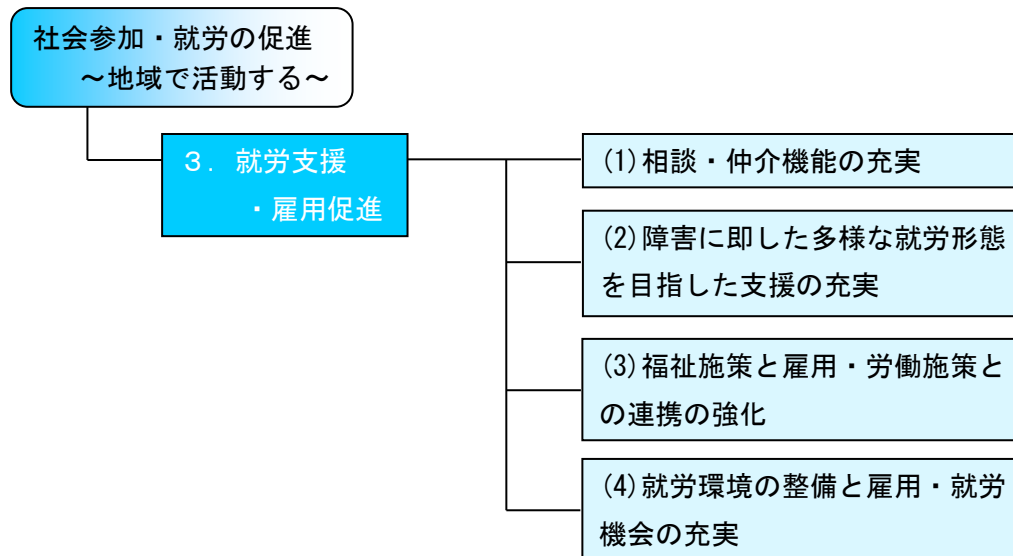 社会参加・就労の促進
～地域で活動する～
３．就労支援
・雇用促進
(1)相談・仲介機能の充実
(2)障害に即した多様な就労形態
を目指した支援の充実
(3)福祉施策と雇用・労働施策と
の連携の強化
(4)就労環境の整備と雇用・就労
機会の充実